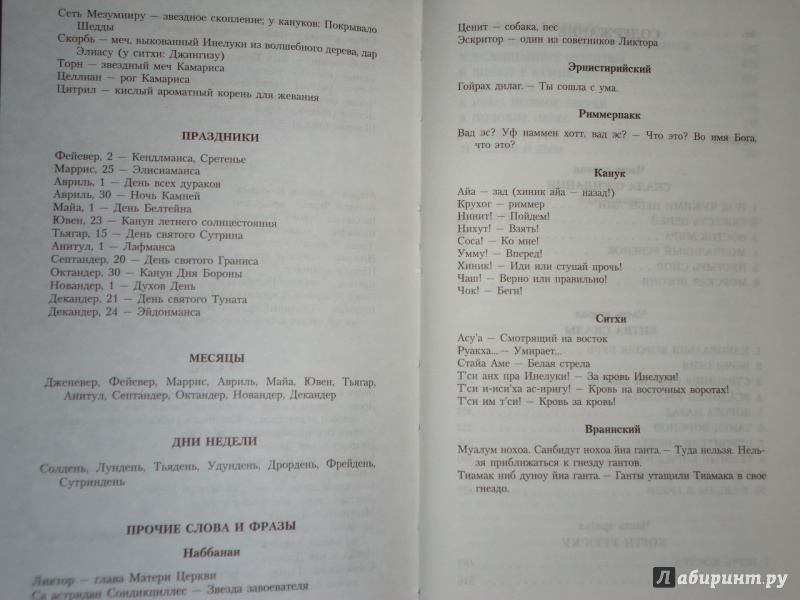 Сеть Мезумииру — звездное скопление; у кануков: Покрывало
Шедды
Скорбь — меч, выкованный Инелуки из волшебного дерева, дар
Элиасу (у ситхи: Джингизу)
Торн — звездный меч Камариса
Целлиан — рог Камариса
Цитрил — кислый ароматный корень для жевания
ПРАЗДНИКИ
Фейевер, 2 — Кендлманса, Сретенье
Маррис, 25 — Элисиаманса
Авриль, 1 — День всех дураков
Авриль, 30 — Ночь Камней
Майа, 1 — День Белтейна
Ювен, 23 — Канун летнего солнцестояния
Тьягар, 15 — День святого Сутрина
Анитул, 1 — Лафманса
Септандер, 20 — День святого Граниса
Октандер, 30 — Канун Дня Бороны
Новандер, 1 — Духов День
Декандер, 21 — День святого Туната
Декандер, 24 — Эйдонманса
МЕСЯЦЫ
Дженевер, Фейевер, Маррис, Авриль, Майа, Ювен, Тьягар,
Анитул, Септандер, Октандер, Новандер, Декандер
ДНИ НЕДЕЛИ
Солдень, Лундень, Тьядень, Удундень, Дрордень, Фрейдень,
Сутриндень
ПРОЧИЕ СЛОВА И ФРАЗЫ
Наббанаи
Ликтор — глава Матери Церкви
Са астридан Сондикциллес — Звезда завоевателя
Ценит — собака, пес
Эскритор — один из советников Ликтора
Эрнистирийский
Гойрах дилаг. — Ты сошла с ума.
Риммерпакк
Вад эс? Уф наммен хотт, вад эс? — Что это? Во имя Бога,
что это?
Канук
Айа — зад (хиник айа — назад!)
Крухог — риммер
Нинит! — Пойдем!
Нихут! — Взять!
Соса! — Ко мне!
Умму! — Вперед!
Хиник! — Иди или ступай прочь!
Чаш! — Верно или правильно!
Чок! — Беги!
Ситхи
Асу'а — Смотрящий на восток
Руакха... — Умирает...
Стайа Аме — Белая стрела
Т'си анх пра Инелуки! — За кровь Инелуки!
Т'си и-иси'ха ас-иригу! — Кровь на восточных воротах!
Т'си им т'си! — Кровь за кровь!
Враннский
Муалум нохоа. Санбидут нохоа йиа ганта. — Туда нельзя. Нель-
зя приближаться к гнезду гантов.
Тиамак ниб дуноу йиа ганта. — Ганты утащили Тиамака в свое
гнездо.
Лабиринт.ру